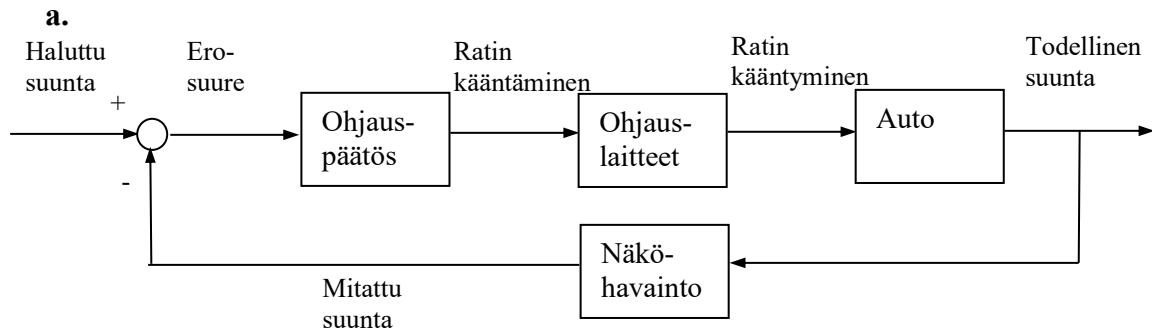 a.
Haluttu
suunta
+
-
Ero-
suure
Ohjaus-
päätös
Ratin
kääntäminen
Ohjaus-
laitteet
Ratin
kääntyminen
Auto
Todellinen
suunta
Näkö-
havainto
Mitattu
suunta